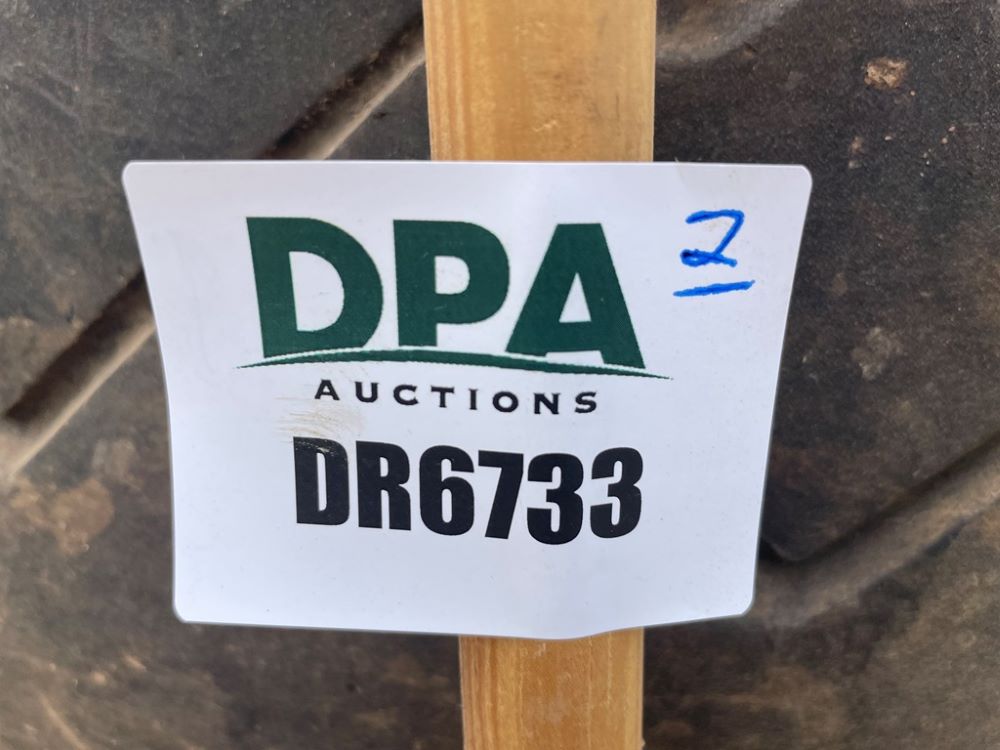 DPA
2
AUCTIONS
DR6733